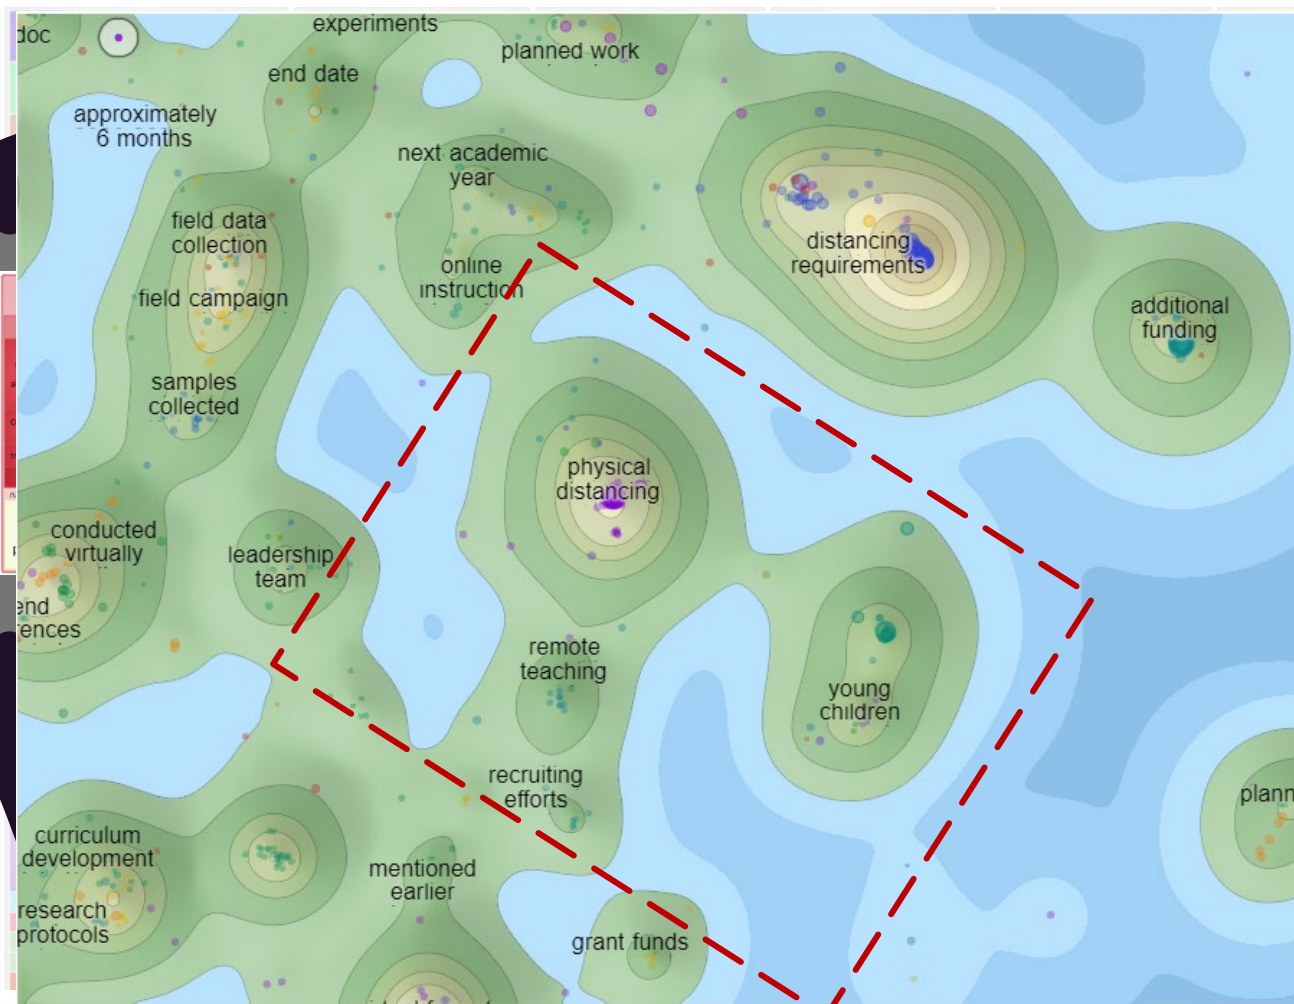 experiments
doc
planned work
end date
approximately
6 months
next academic
year
field data
collection
distancing
requirements
online
instruction
field campaign
additional
funding
samples
collected
physical
distancing
conducted
virtually
leadership
team
end
rences
remote
teaching
young
children
recruiting
efforts
plann
curriculum
development
mentioned
earlier
research
protocols
grant funds